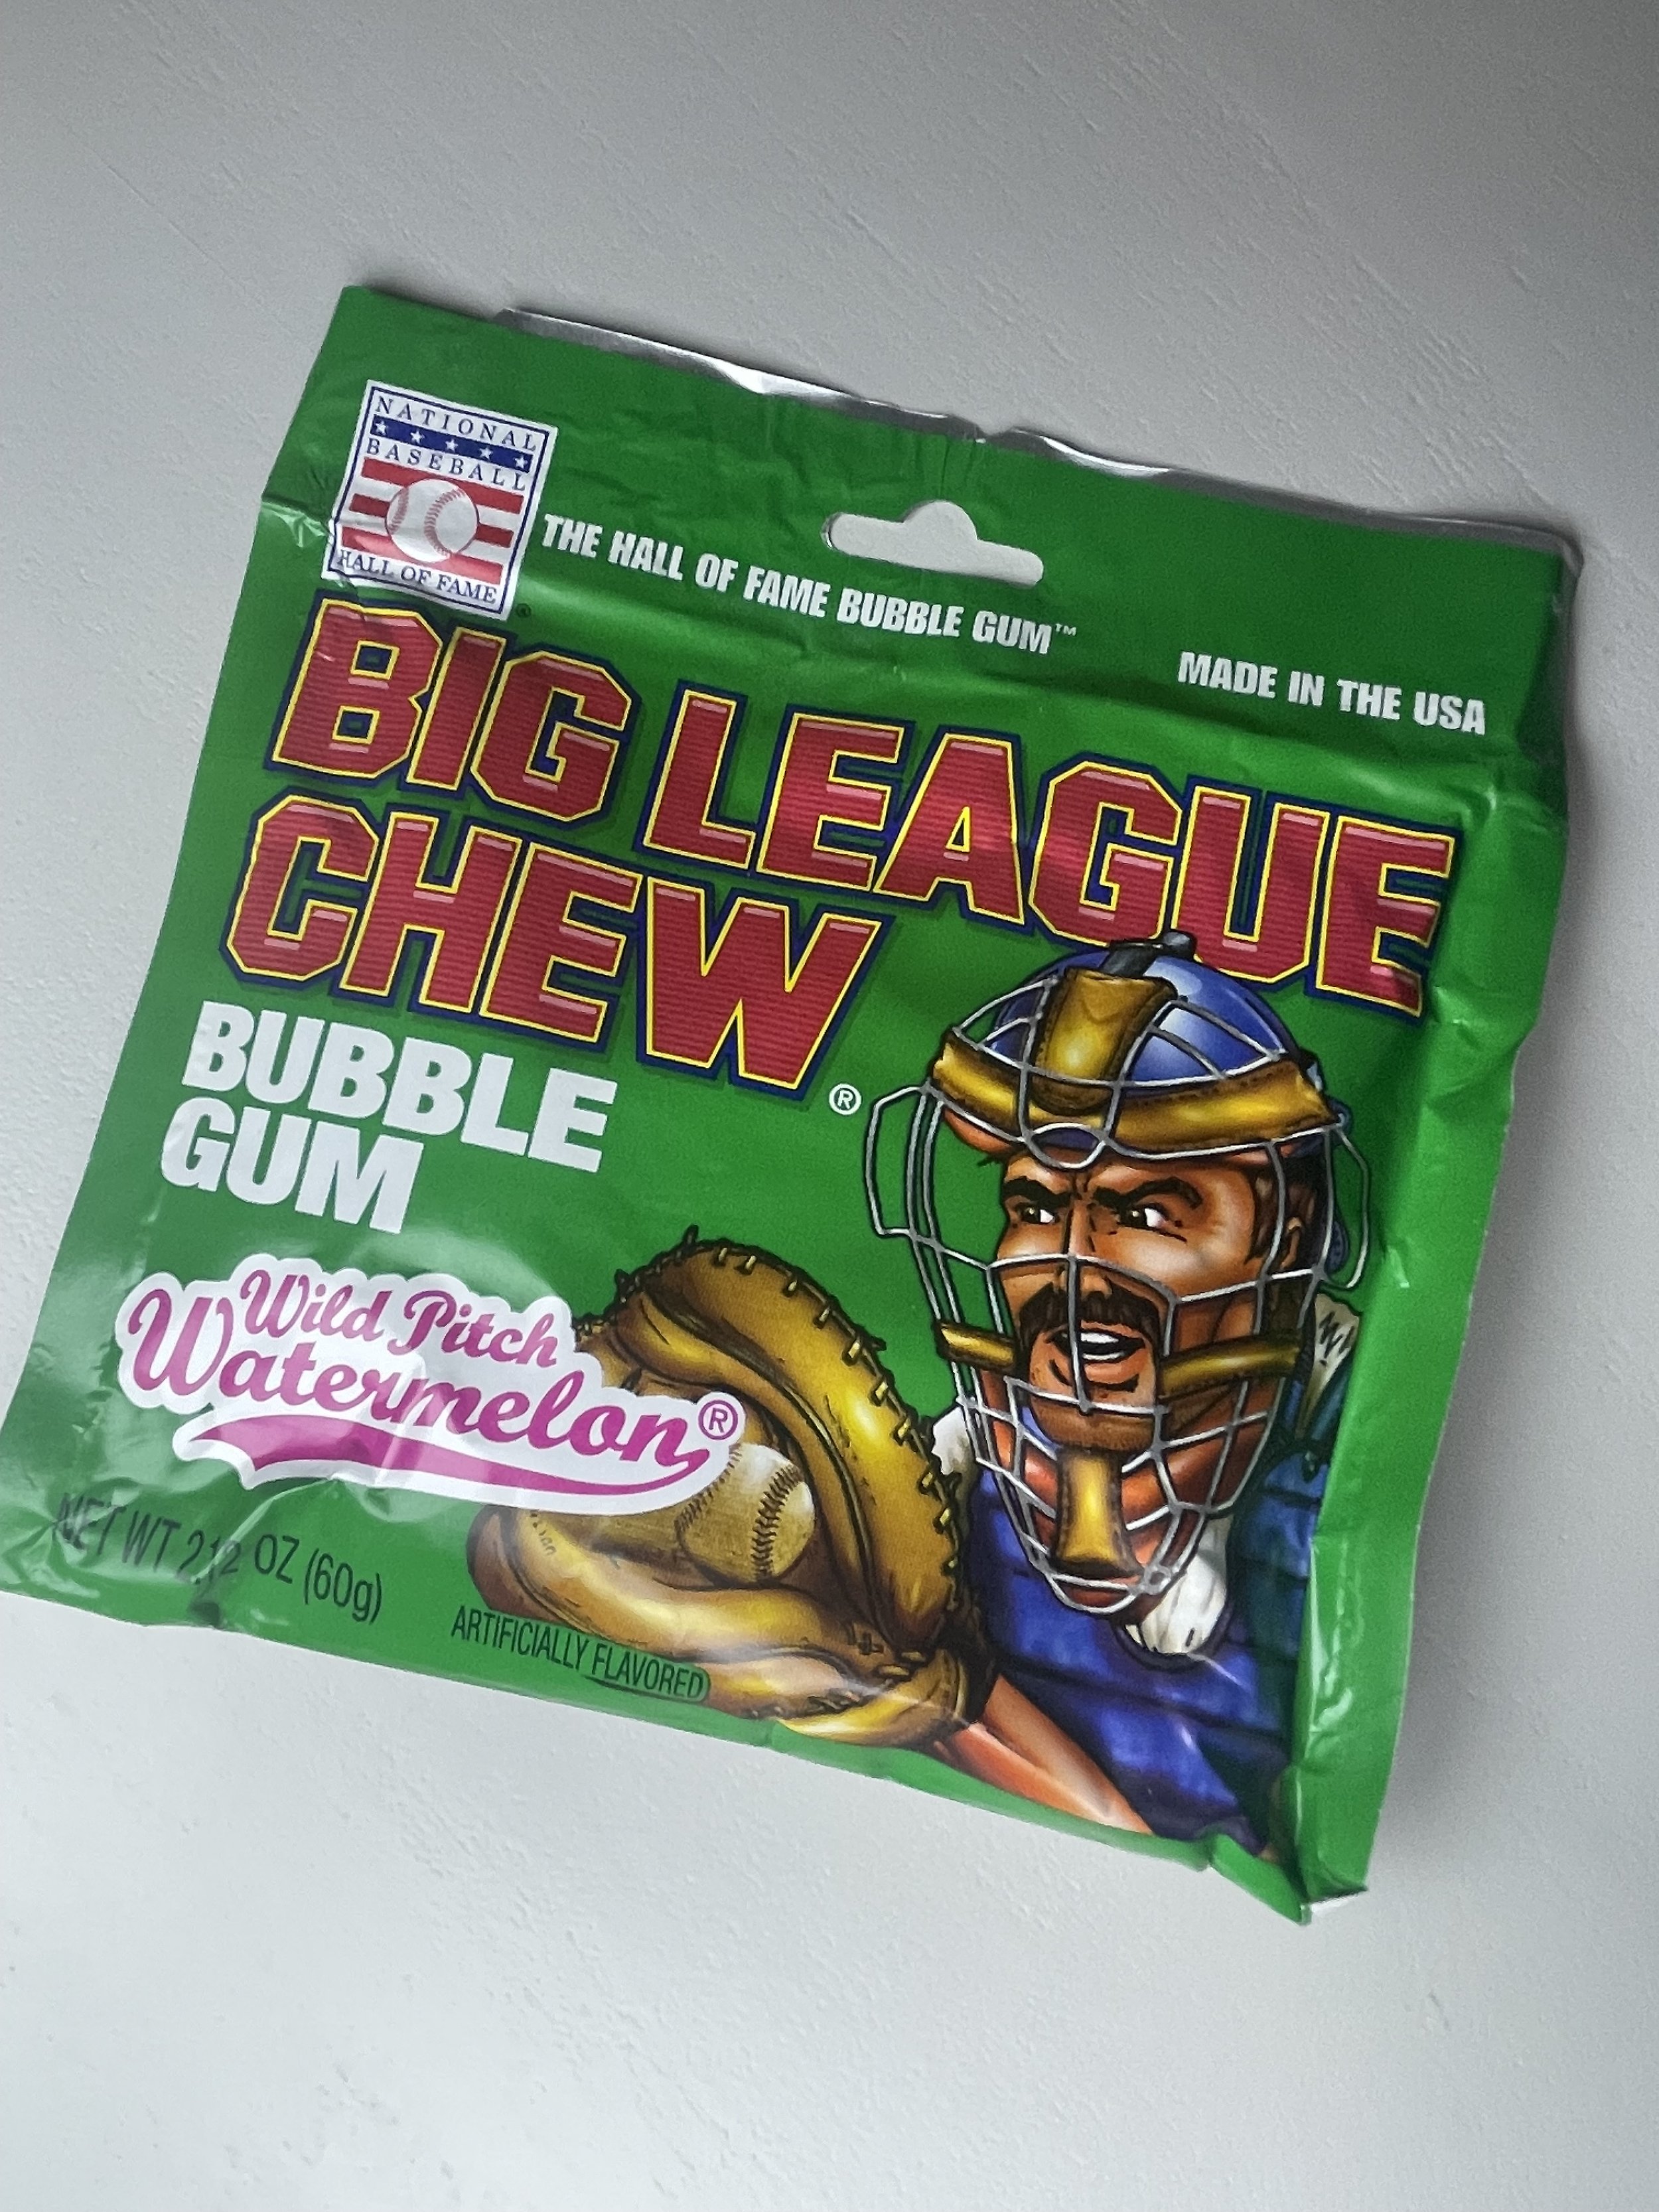 NATIONAL
BASEBALL
HALL OF FAME
®
THE HALL OF FAME BUBBLE GUM™
MADE IN THE USA
BIG LEAGUE
CHEW®
BUBBLE
GUM
Wild Pitch
Watermelon®
NET WT 2.12 OZ (60g)
ARTIFICIALLY FLAVORED